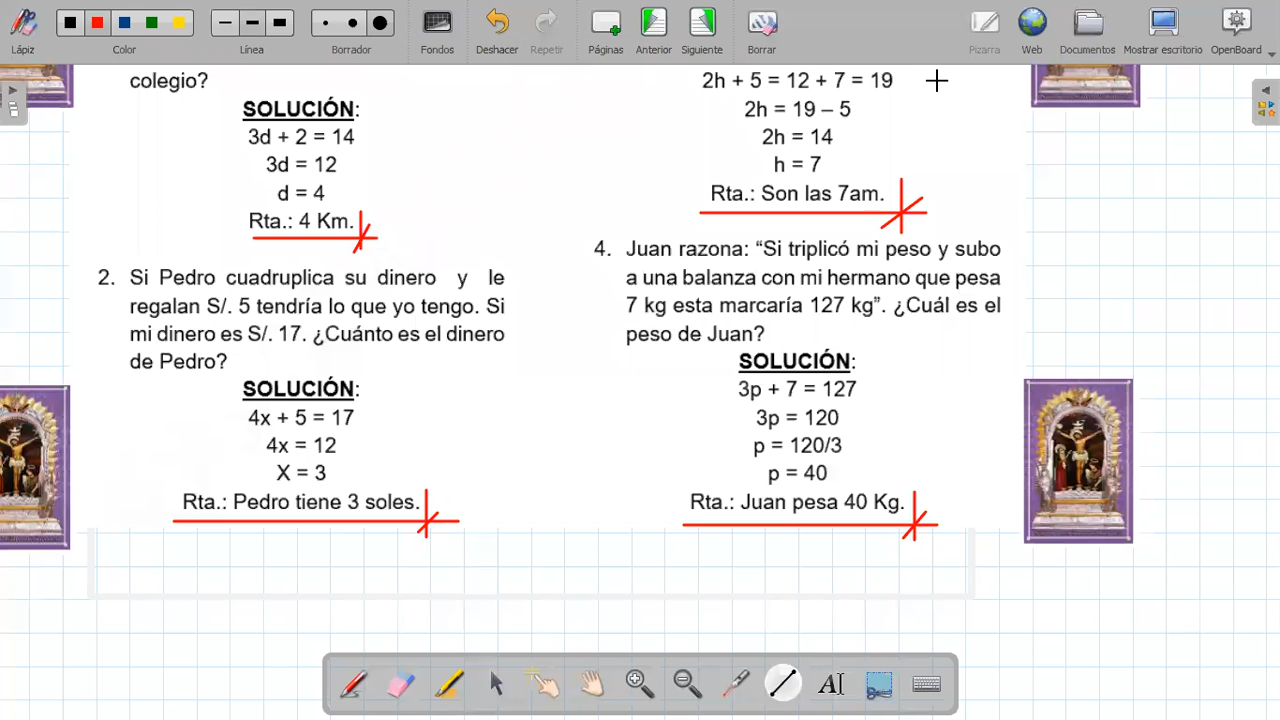 Lápiz
Color
Línea
Borrador
Fondos
Deshacer
Repetir
Páginas
Anterior
Siguiente
Borrar
Pizarra
Web
Documentos
Mostrar escritorio
OpenBoard
colegio?
SOLUCIÓN:
3d + 2 = 14
3d = 12
d = 4
Rta.: 4 Km.
2. Si Pedro cuadruplica su dinero y le
regalan S/. 5 tendría lo que yo tengo. Si
mi dinero es S/. 17. ¿Cuánto es el dinero
de Pedro?
SOLUCIÓN:
4x + 5 = 17
4x = 12
X = 3
Rta.: Pedro tiene 3 soles.
2h + 5 = 12 + 7 = 19
2h = 19 – 5
2h = 14
h = 7
Rta.: Son las 7am.
4. Juan razona: “Si triplicó mi peso y subo
a una balanza con mi hermano que pesa
7 kg esta marcaría 127 kg”. ¿Cuál es el
peso de Juan?
SOLUCIÓN:
3p + 7 = 127
3p = 120
p = 120/3
p = 40
Rta.: Juan pesa 40 Kg.
AI